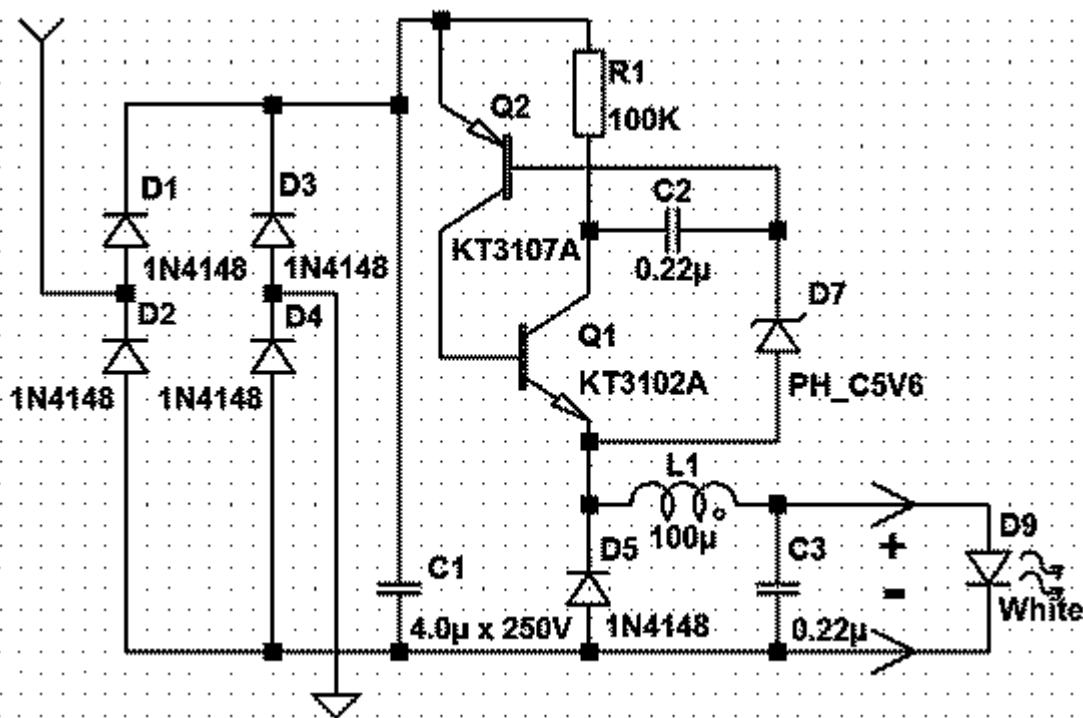 R1
100K
Q2
D1
D3
C2
1N4148
1N4148
KT3107A
0.22µ
D2
D4
D7
Q1
1N4148
1N4148
KT3102A
PH_C5V6
L1
100µ
D5
C3
D9
C1
+
-
White
4.0µ x 250V
1N4148
0.22µ